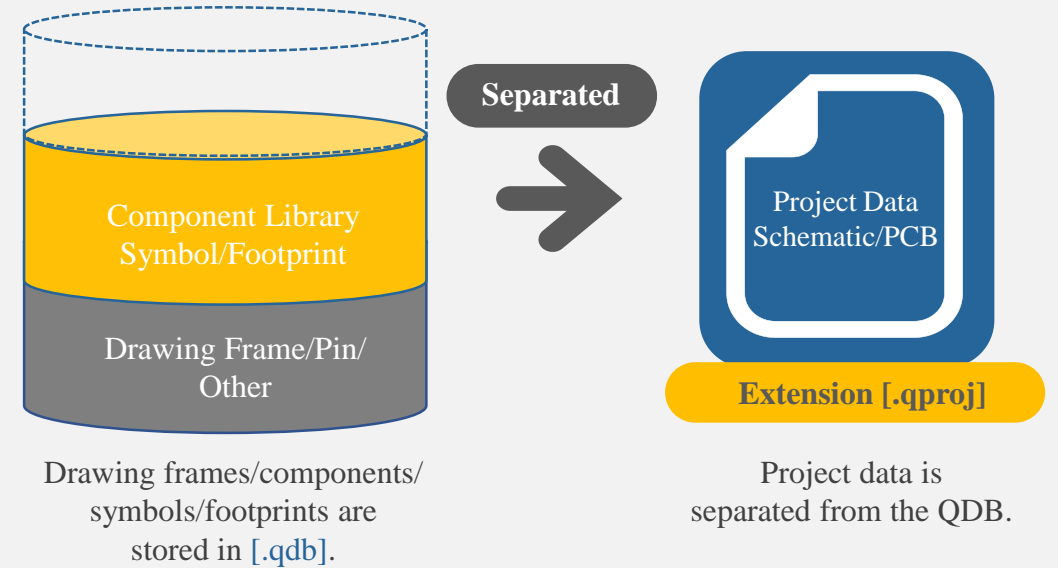 Separated
Component Library
Symbol/Footprint
Drawing Frame/Pin/
Other
Drawing frames/components/
symbols/footprints are
stored in [.qdb].
Project Data
Schematic/PCB
Extension [.qproj]
Project data is
separated from the QDB.